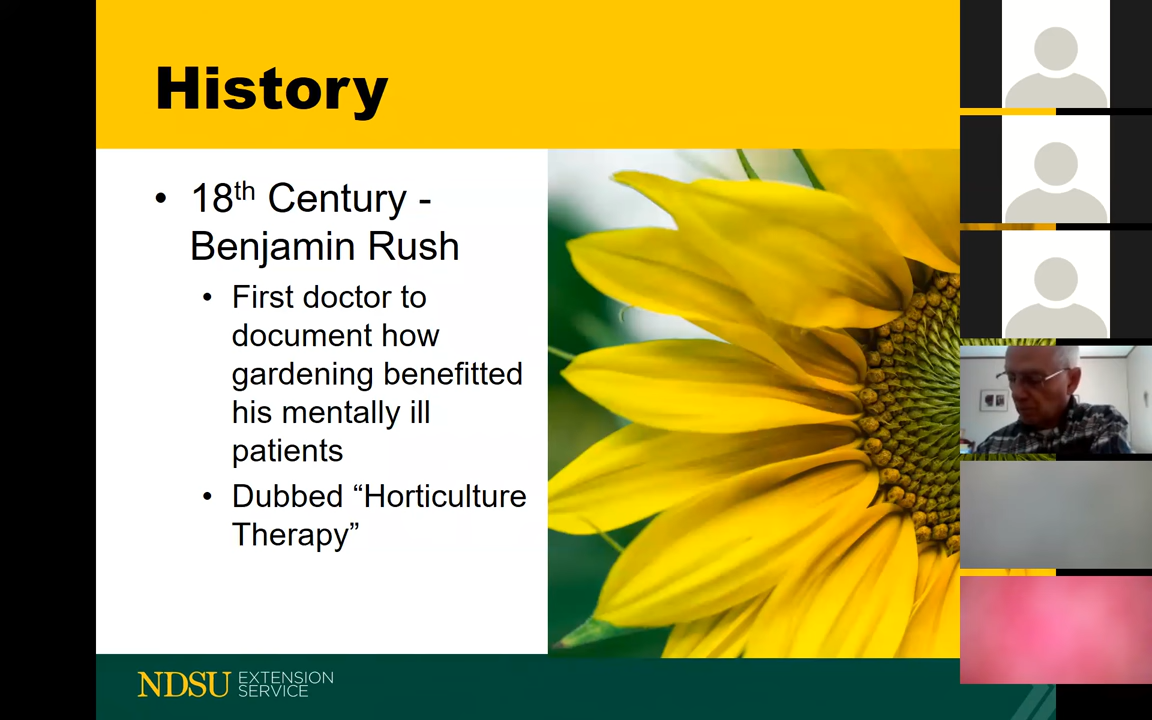 History
• 18th Century -
Benjamin Rush
• First doctor to
document how
gardening benefitted
his mentally ill
patients
• Dubbed “Horticulture
Therapy”
NDSU EXTENSION
SERVICE